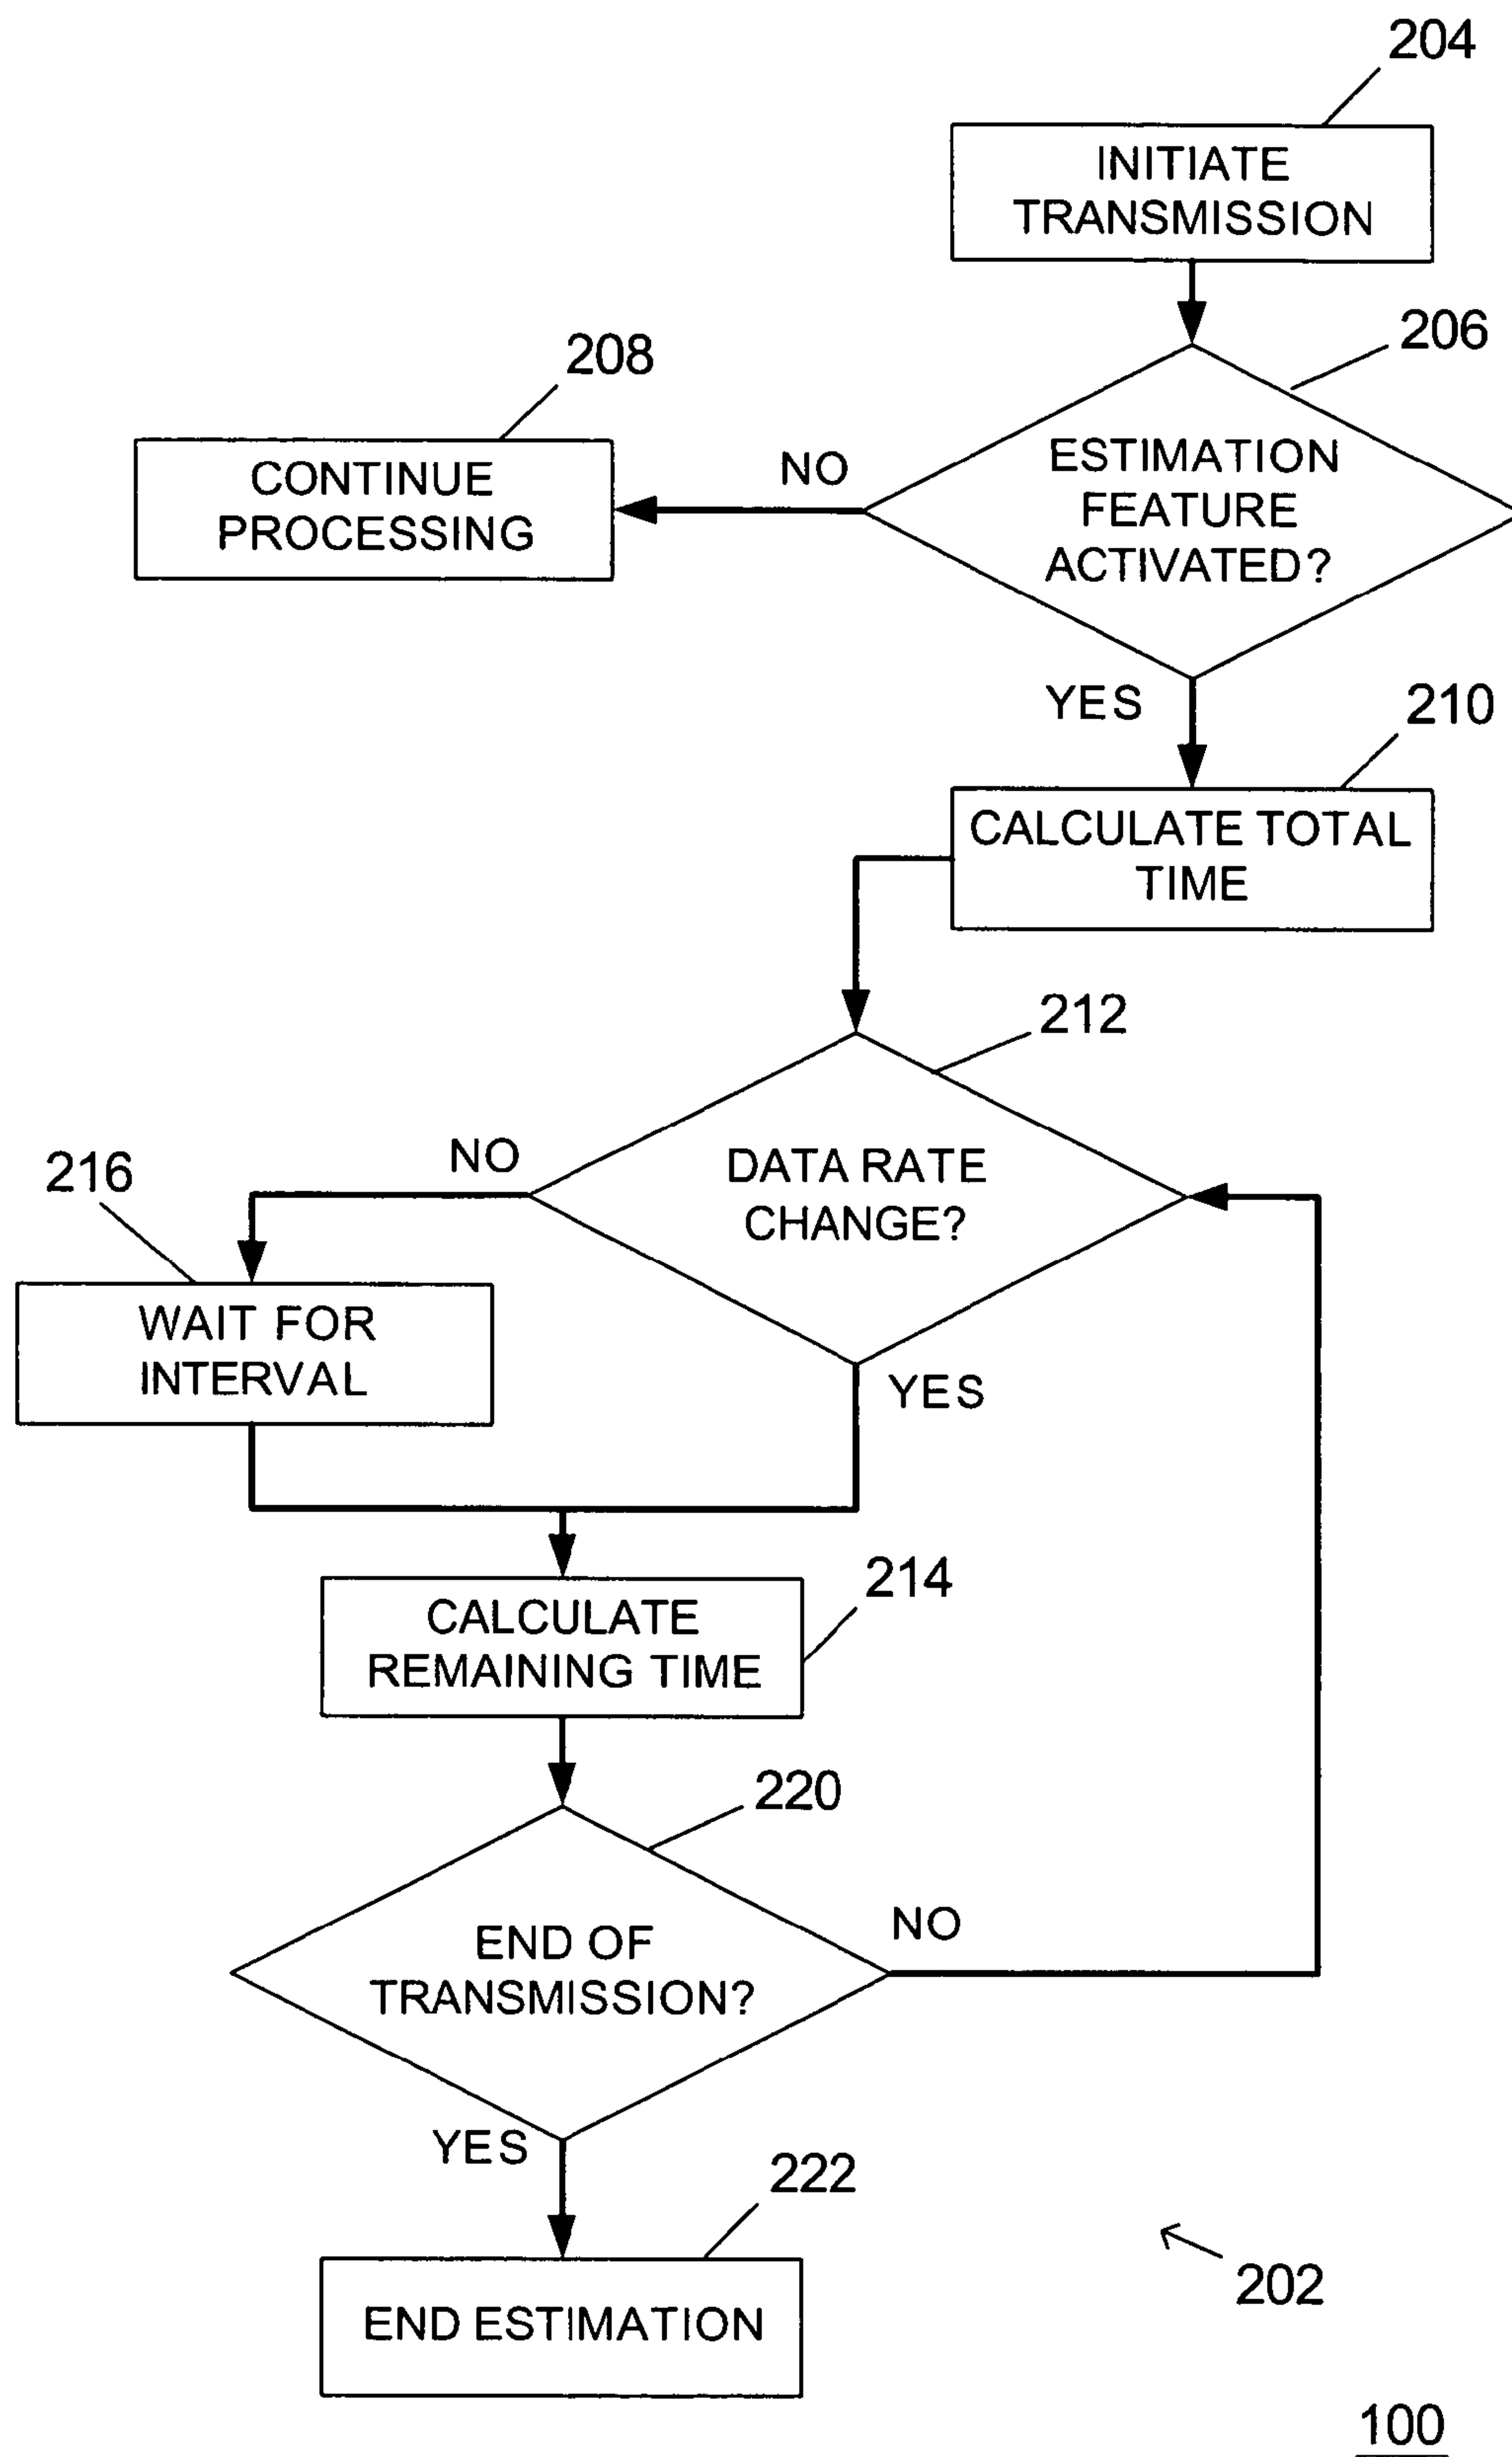 204
INITIATE
TRANSMISSION
206
208
ESTIMATION
FEATURE
ACTIVATED?
NO
CONTINUE
PROCESSING
YES
210
CALCULATE TOTAL
TIME
212
DATA RATE
CHANGE?
NO
216
WAIT FOR
INTERVAL
YES
214
CALCULATE
REMAINING TIME
220
END OF
TRANSMISSION?
NO
YES
222
END ESTIMATION
202
100